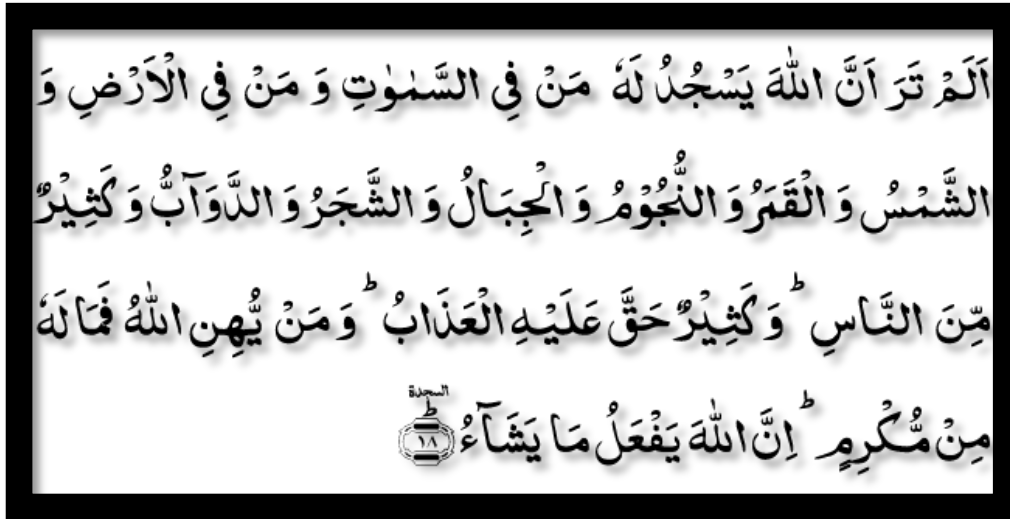 اَلَمْ تَرَ اَنَّ اللّٰهَ یَسْجُدُ لَهٗ مَنْ فِی السَّمٰوٰتِ وَ مَنْ فِی الْاَرْضِ وَ
الشَّمْسُ وَ الْقَمَرُ وَ النُّجُوْمُ وَ الْجِبَالُ وَ الشَّجَرُ وَ الدَّوَآبُّ وَ كَثِیْرٌ
مِّنَ النَّاسِ ؕ وَ كَثِیْرٌ حَقَّ عَلَیْهِ الْعَذَابُ ؕ وَ مَنْ یُّهِنِ اللّٰهُ فَمَا لَهٗ
مِنْ مُّكْرِمٍ ؕ اِنَّ اللّٰهَ یَفْعَلُ مَا یَشَآءُ ؕ ۱۸ السجدة